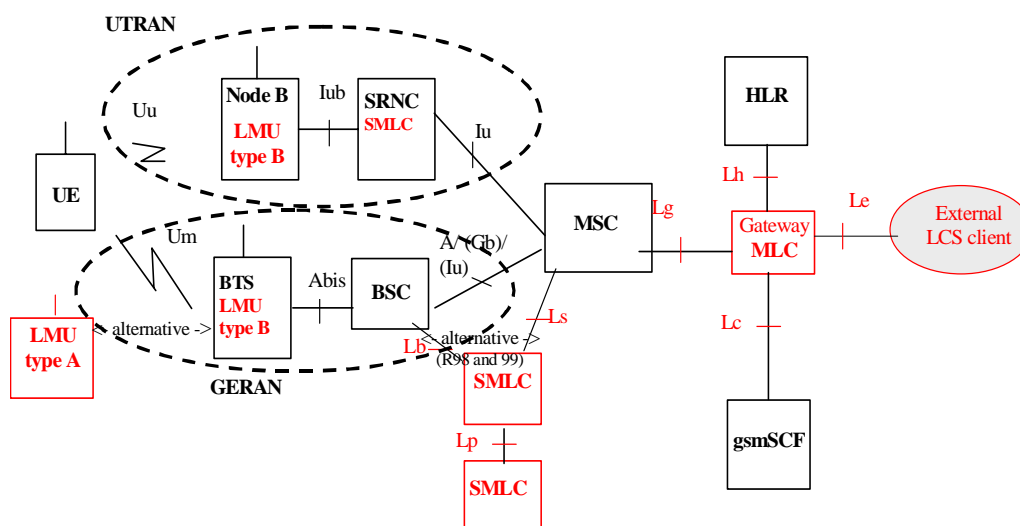 UTRAN
Uu
Node B
LMU
type B
Iub
SRNC
SMLC
Iu
UE
HLR
Lh
Le
External
LCS client
MSC
Lg
Gateway
MLC
Um
A/ (Gb)/
(Iu)
BTS
LMU
type B
Abis
BSC
LMU
type A
<- alternative ->
Lb
<- alternative ->
(R98 and 99)
Ls
Lc
GERAN
SMLC
Lp
SMLC
gsmSCF